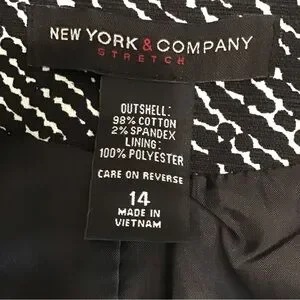 NEW YORK & COMPANY
STRETCH
OUTSHELL:
98% COTTON
2% SPANDEX
LINING:
100% POLYESTER
CARE ON REVERSE
14
MADE IN
VIETNAM